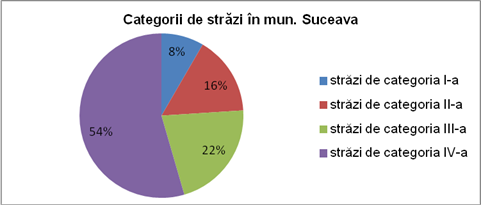 Categorii de străzi în mun. Suceava
8%
16%
22%
54%
străzi de categoria I-a
străzi de categoria II-a
străzi de categoria III-a
străzi de categoria IV-a